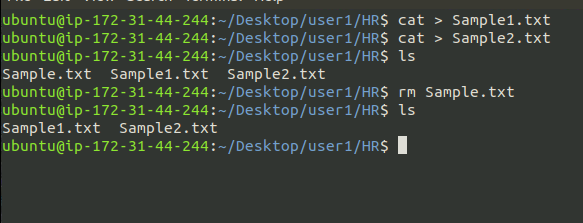 ubuntu@ip-172-31-44-244:~/Desktop/user1/HR$ cat > Sample1.txt
ubuntu@ip-172-31-44-244:~/Desktop/user1/HR$ cat > Sample2.txt
ubuntu@ip-172-31-44-244:~/Desktop/user1/HR$ ls
Sample.txt  Sample1.txt  Sample2.txt
ubuntu@ip-172-31-44-244:~/Desktop/user1/HR$ rm Sample.txt
ubuntu@ip-172-31-44-244:~/Desktop/user1/HR$ ls
Sample1.txt  Sample2.txt
ubuntu@ip-172-31-44-244:~/Desktop/user1/HR$